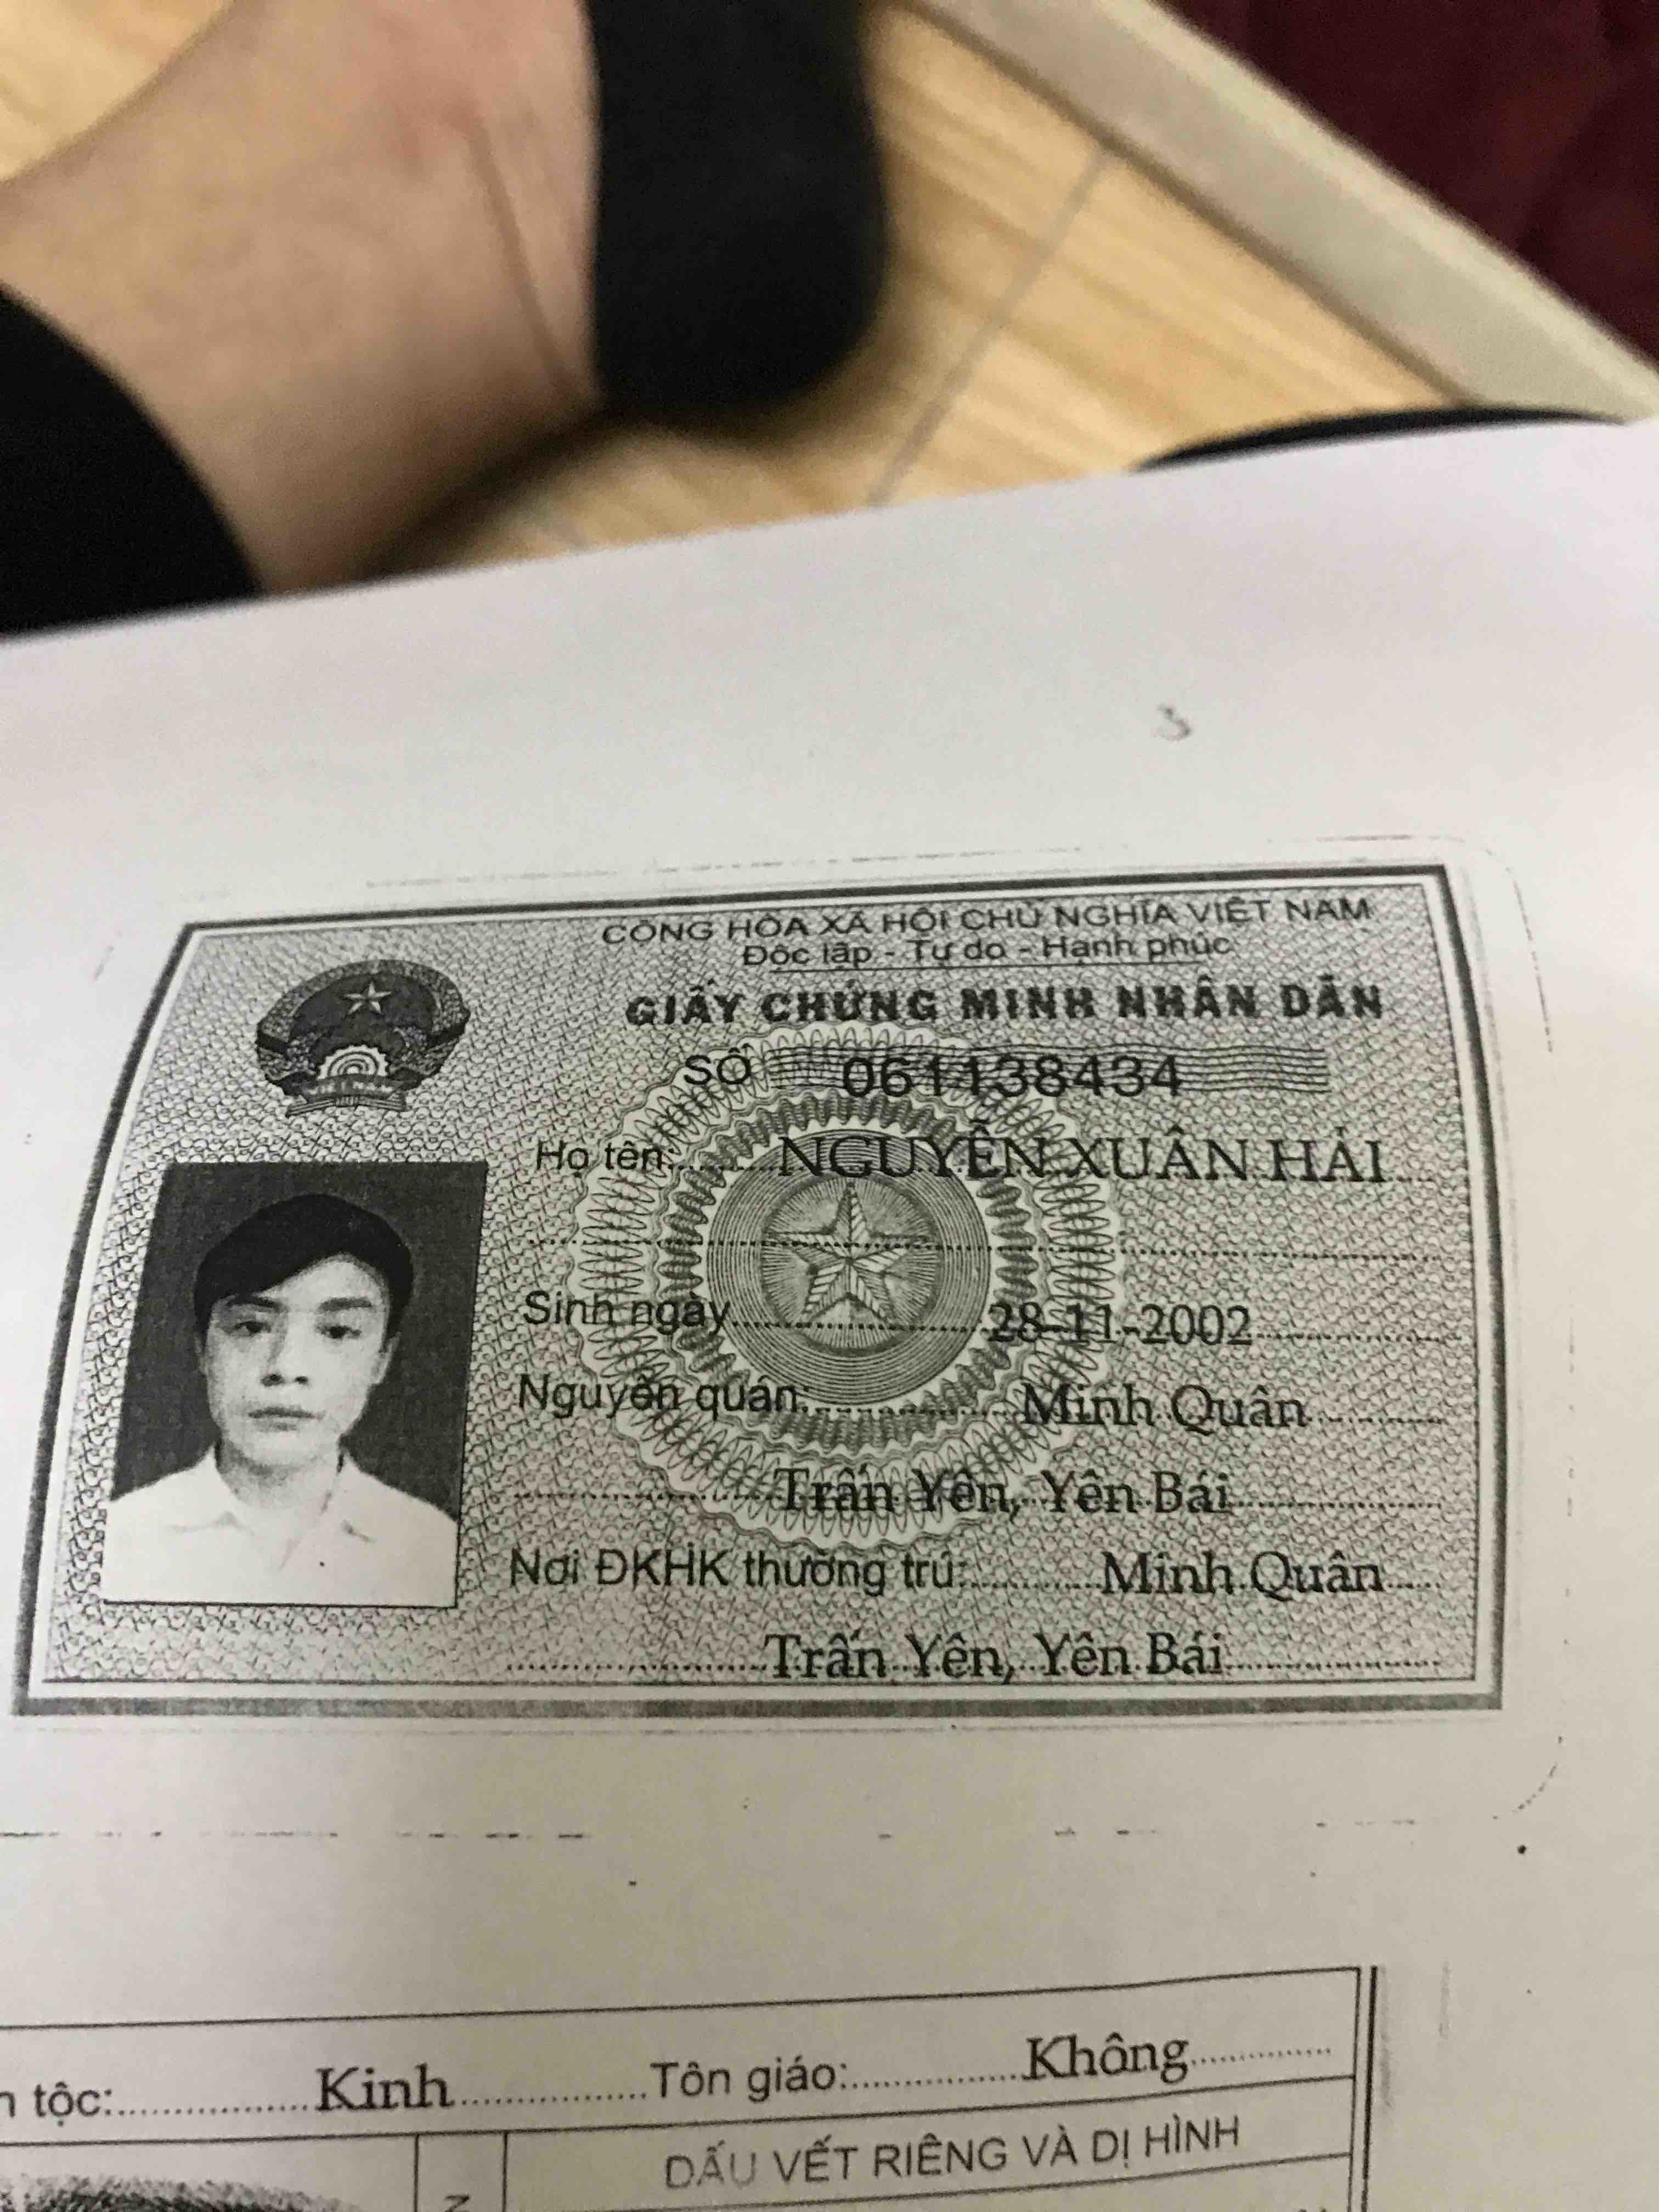 3
CỘNG HÒA XÃ HỘI CHỦ NGHĨA VIỆT NAM
Độc lập - Tự do - Hạnh phúc
GIẤY CHỨNG MINH NHÂN DÂN
SỐ 061138434
Họ tên: NGUYỄN XUÂN HẢI
Sinh ngày 28-11-2002
Nguyên quán: Minh Quân
Trấn Yên, Yên Bái
Nơi ĐKHK thường trú: Minh Quân
Trấn Yên, Yên Bái
tộc: Kinh Tôn giáo: Không
DẤU VẾT RIÊNG VÀ DỊ HÌNH